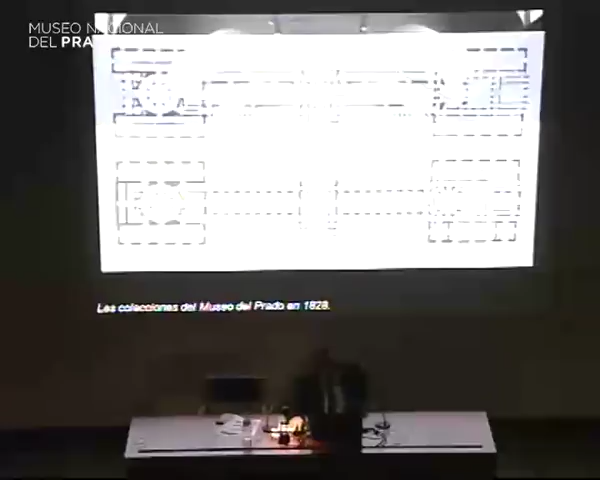 MUSEO NACIONAL
DEL PRADO
Las colecciones del Museo del Prado en 1828.